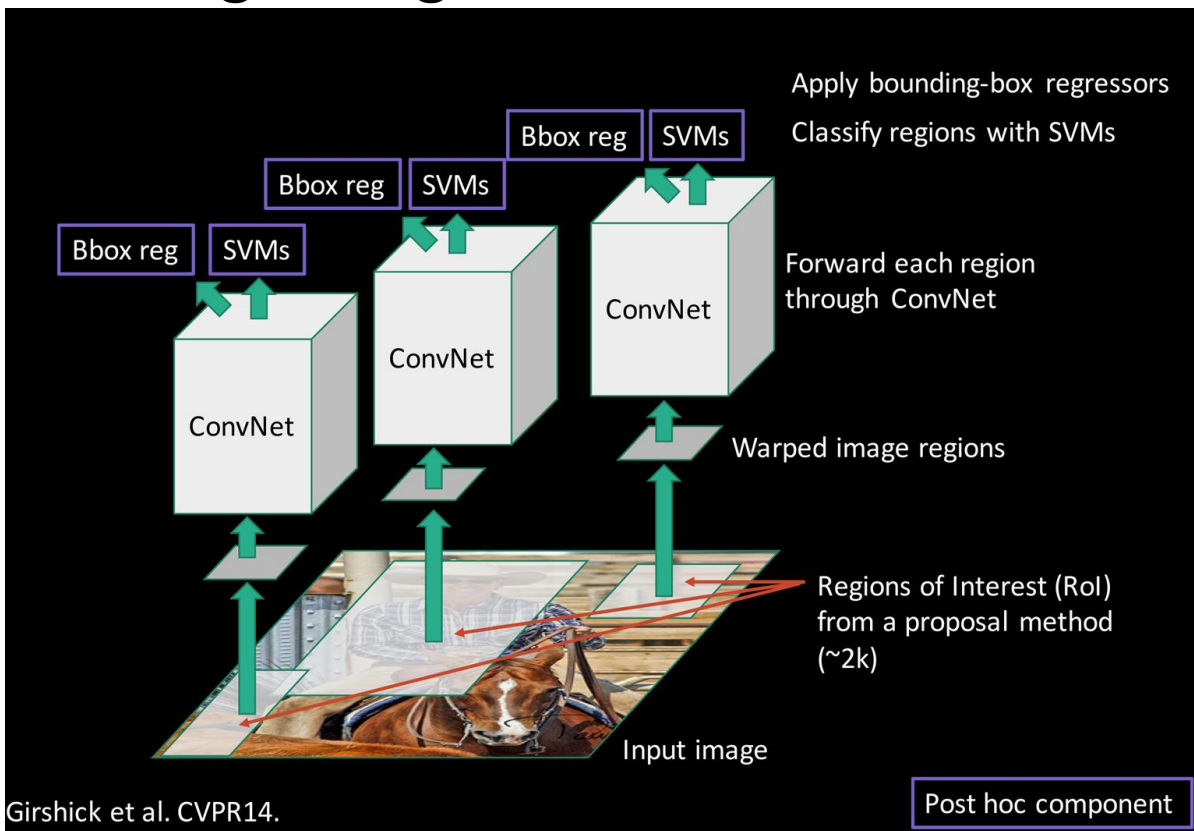 Apply bounding-box regressors
Bbox reg
SVMs
Classify regions with SVMs
Bbox reg
SVMs
Bbox reg
SVMs
Forward each region
through ConvNet
ConvNet
ConvNet
ConvNet
Warped image regions
Regions of Interest (RoI)
from a proposal method
(~2k)
Input image
Girshick et al. CVPR14.
Post hoc component